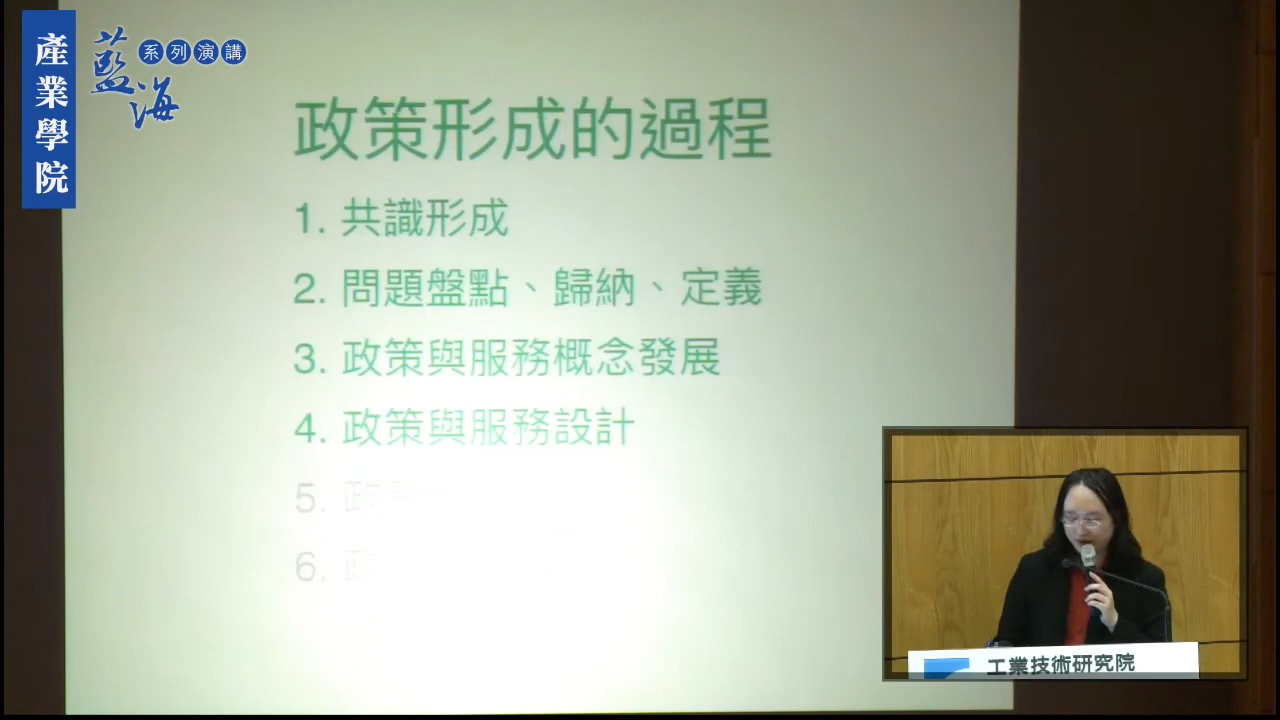 產業學院
藍海
系列演講
政策形成的過程
1. 共識形成
2. 問題盤點、歸納、定義
3. 政策與服務概念發展
4. 政策與服務設計
5. 政
6. 政
工業技術研究院